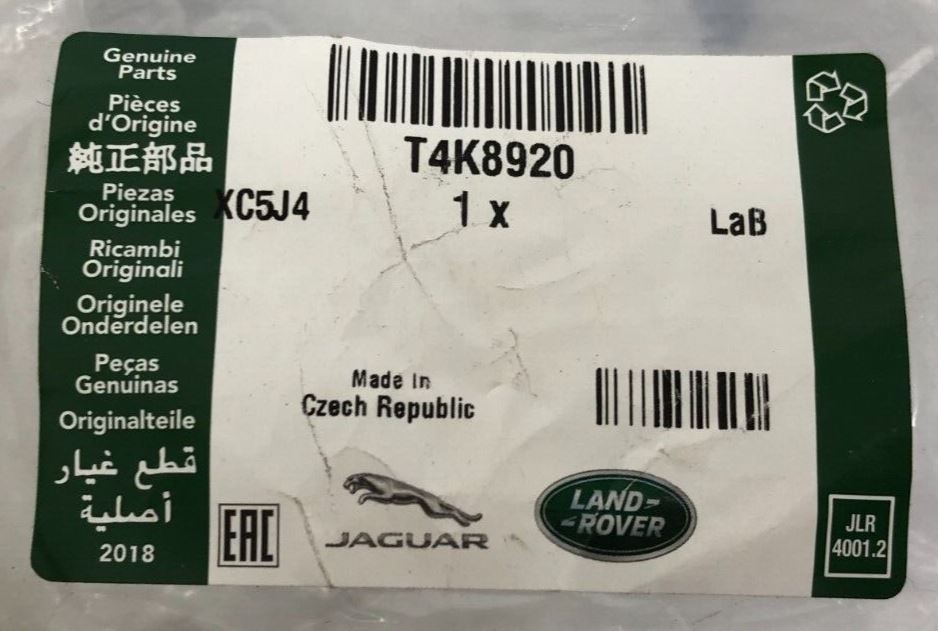 Genuine
Parts
Pièces
d'Origine
純正部品
Piezas
Originales
Ricambi
Originali
Originele
Onderdelen
Peças
Genuinas
Originalteile
قطع غيار
أصلية
2018
T4K8920
XC5J4 1 x LaB
Made in
Czech Republic
EAC
JAGUAR
LAND-
-ROVER
JLR
4001.2